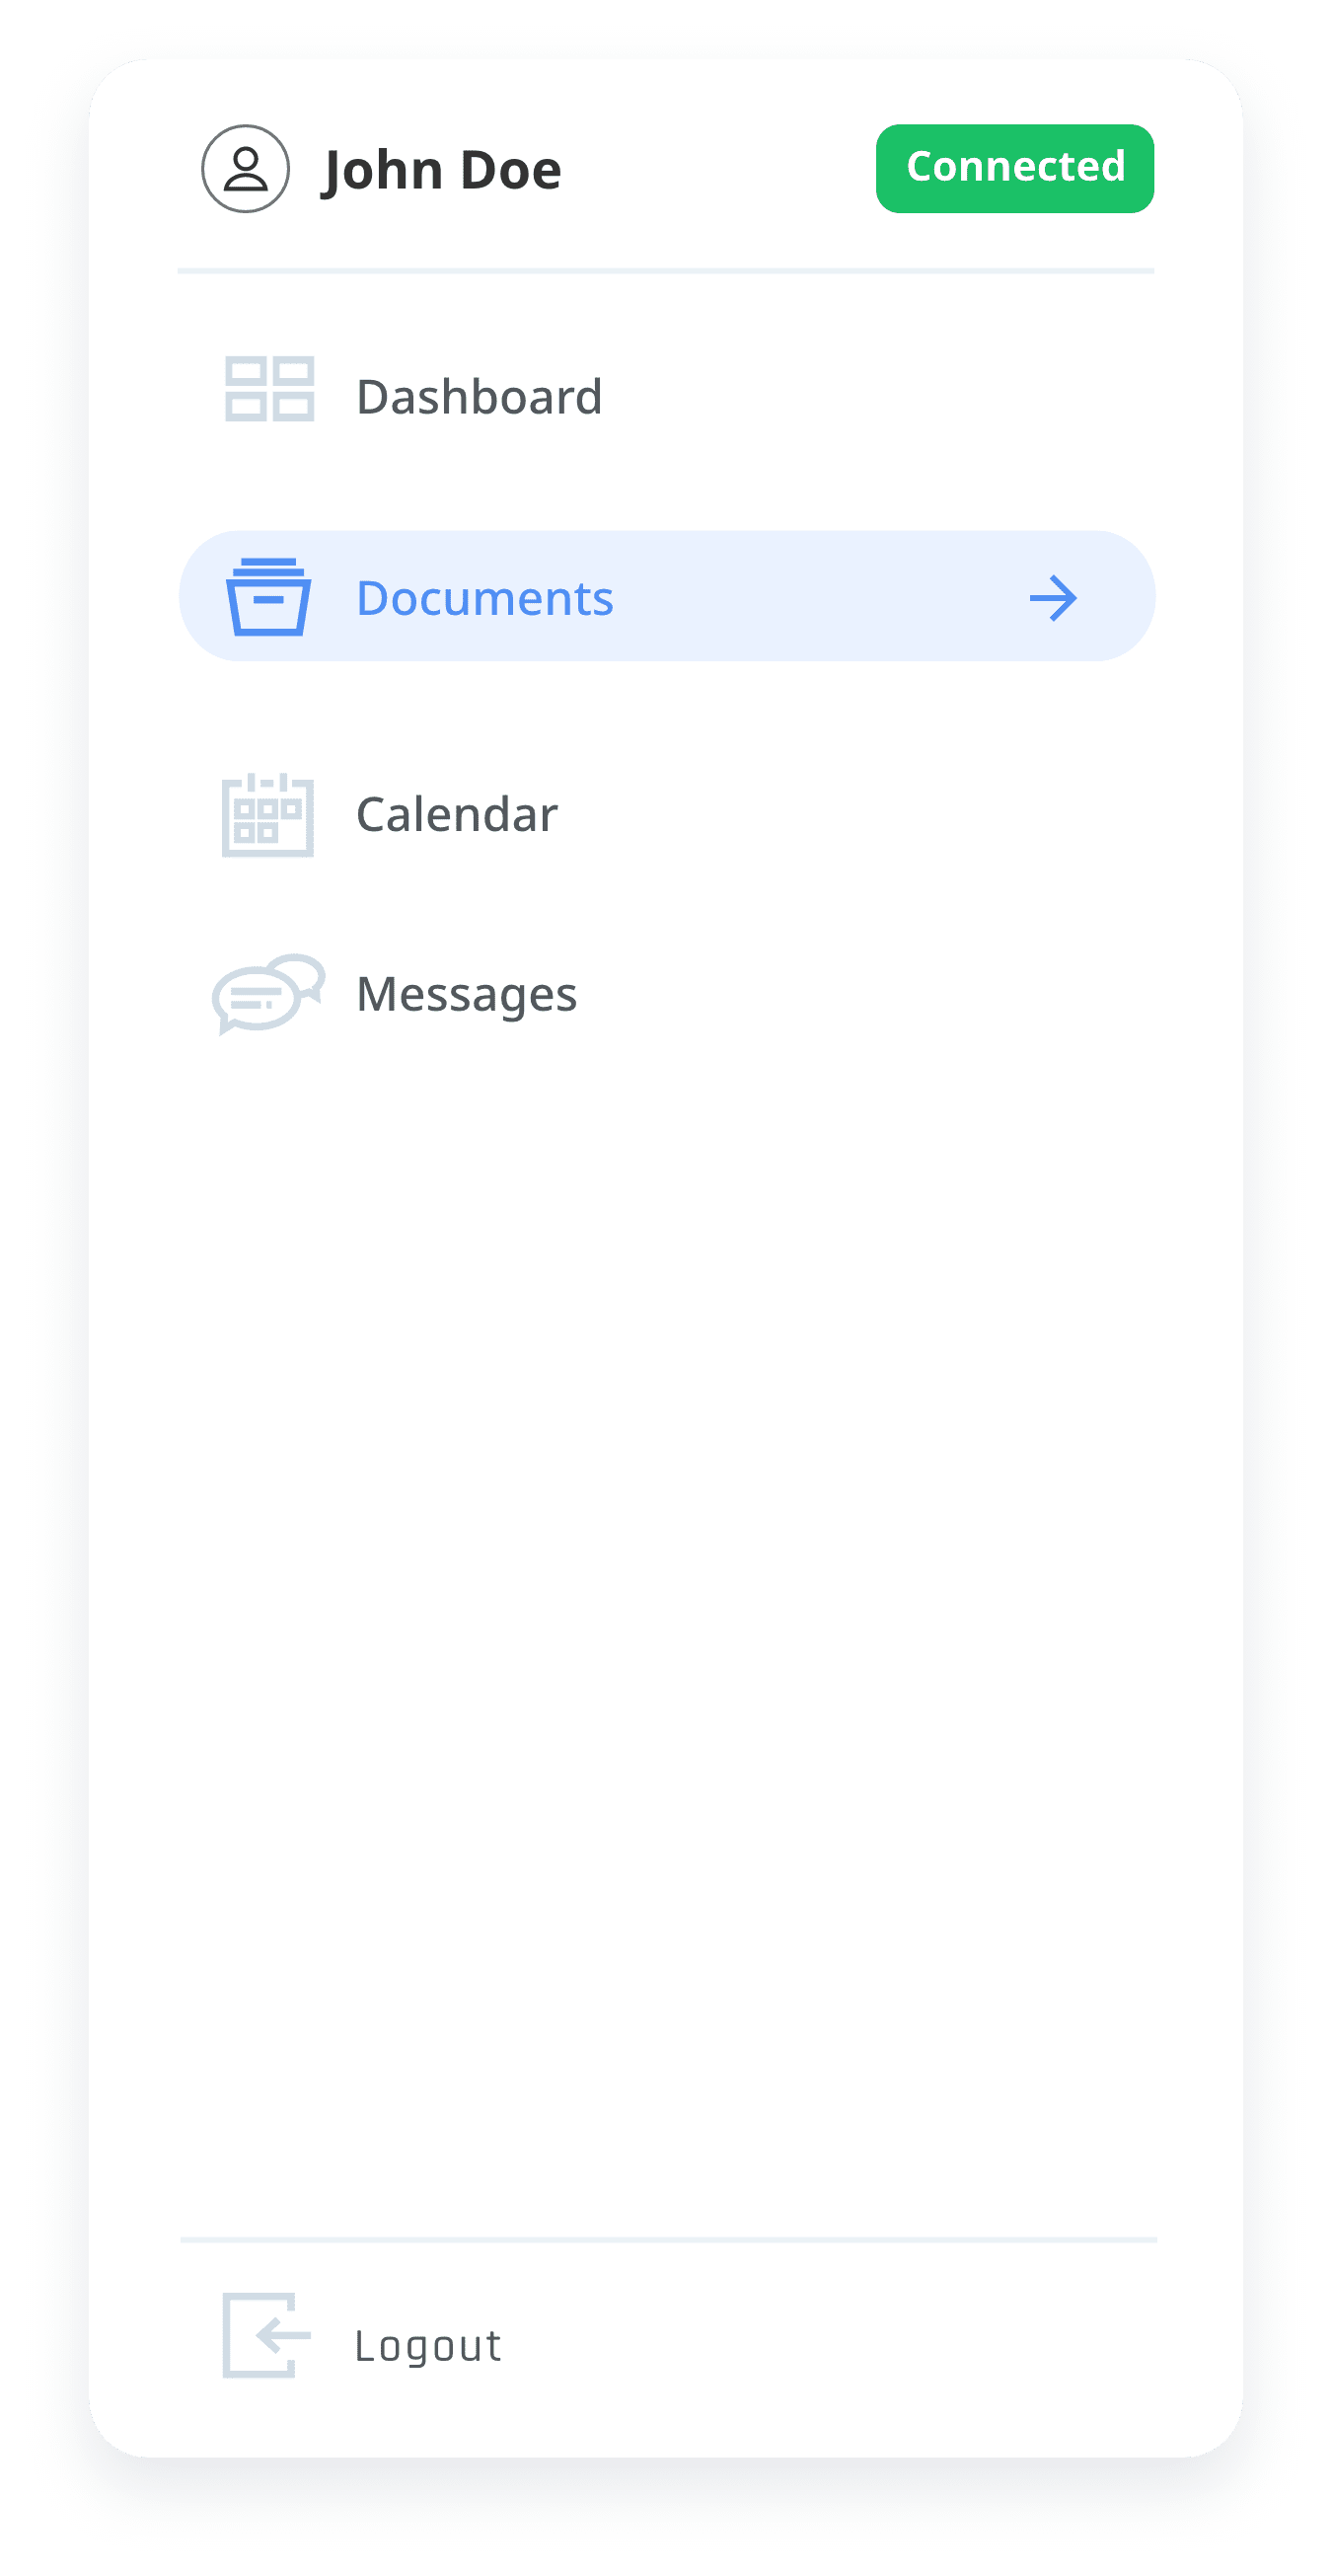 John Doe
Connected
Dashboard
Documents
Calendar
Messages
Logout